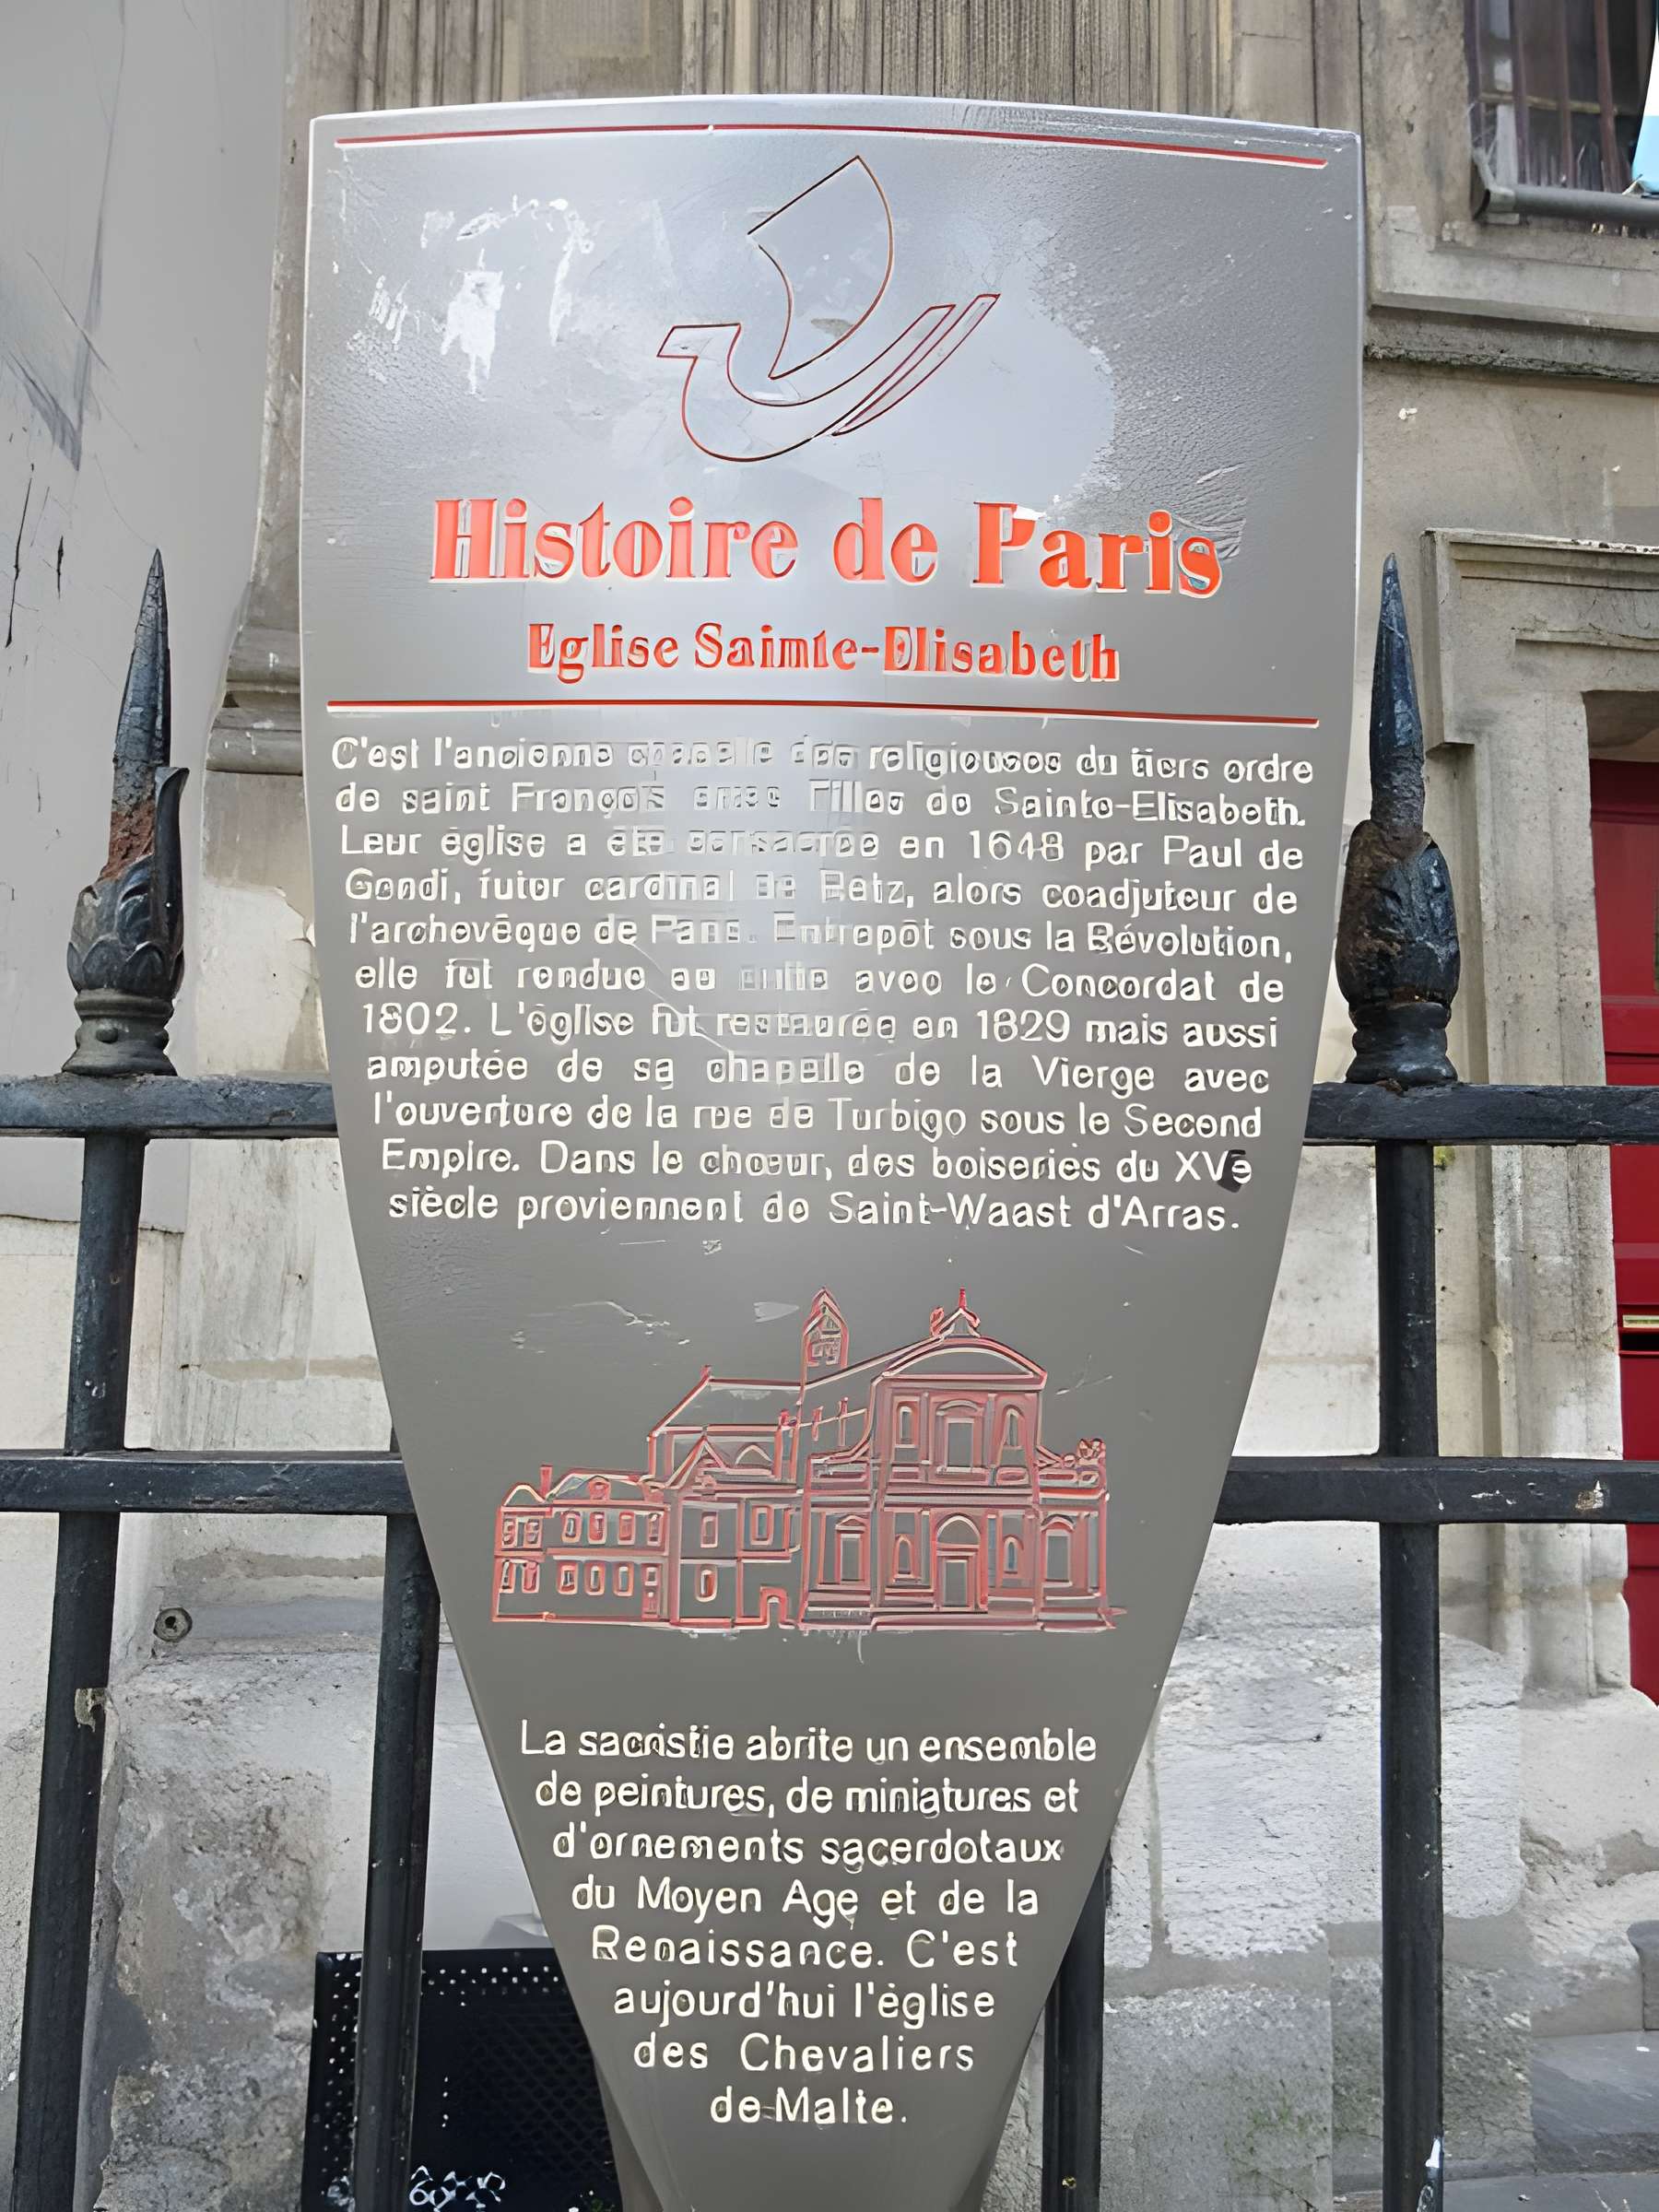 Histoire de Paris
Eglise Sainte-Elisabeth
C'est l'ancienne chapelle des religieuses du tiers ordre
de saint François dites Filles de Sainte-Elisabeth.
Leur église a été consacrée en 1648 par Paul de
Gondi, futur cardinal de Retz, alors coadjuteur de
l'archevêque de Paris. Entrepôt sous la Révolution,
elle fut rendue au culte avec le Concordat de
1802. L'église fut restaurée en 1829 mais aussi
amputée de sa chapelle de la Vierge avec
l'ouverture de la rue de Turbigo sous le Second
Empire. Dans le chœur, des boiseries du XVe
siècle proviennent de Saint-Waast d'Arras.
La sacristie abrite un ensemble
de peintures, de miniatures et
d'ornements sacerdotaux
du Moyen Age et de la
Renaissance. C'est
aujourd'hui l'église
des Chevaliers
de Malte.